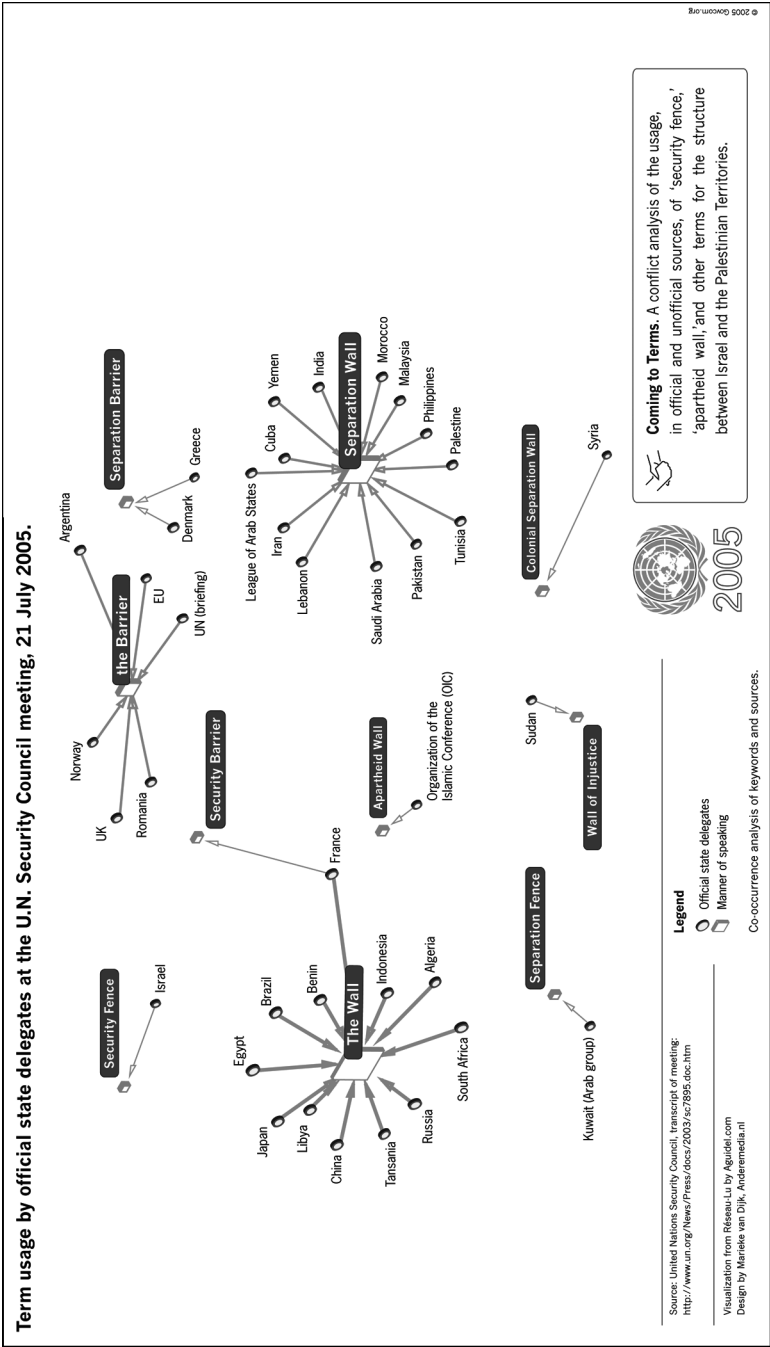 Term usage by official state delegates at the U.N. Security Council meeting, 21 July 2005.
Security Fence
Israel
the Barrier
UK
Norway
Romania
Argentina
EU
UN (briefing)
Separation Barrier
Denmark
Greece
Security Barrier
France
The Wall
Egypt
Japan
Libya
China
Tansania
Russia
South Africa
Algeria
Indonesia
Benin
Brazil
Apartheid Wall
Organization of the
Islamic Conference (OIC)
Separation Wall
League of Arab States
Cuba
Yemen
India
Morocco
Malaysia
Philippines
Palestine
Tunisia
Pakistan
Saudi Arabia
Lebanon
Iran
Separation Fence
Kuwait (Arab group)
Wall of Injustice
Sudan
Colonial Separation Wall
Syria
Source: United Nations Security Council, transcript of meeting:
http://www.un.org/News/Press/docs/2003/sc7895.doc.htm
Visualization from Réseau-Lu by Aguidel.com
Design by Marieke van Dijk, Anderemedia.nl
Legend
Official state delegates
Manner of speaking
Co-occurrence analysis of keywords and sources.
2005
Coming to Terms. A conflict analysis of the usage,
in official and unofficial sources, of ‘security fence,’
‘apartheid wall,’and other terms for the structure
between Israel and the Palestinian Territories.
© 2005 Govcom.org